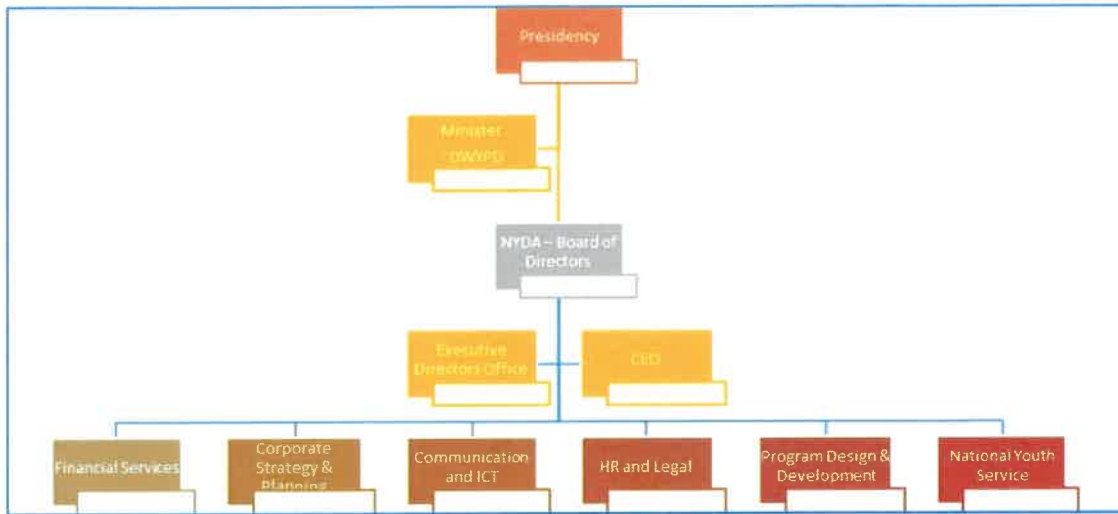 Presidency
Minister
DWYPD
NYDA – Board of
Directors
Executive
Directors Office
CEO
Financial Services
Corporate
Strategy &
Planning
Communication
and ICT
HR and Legal
Program Design &
Development
National Youth
Service